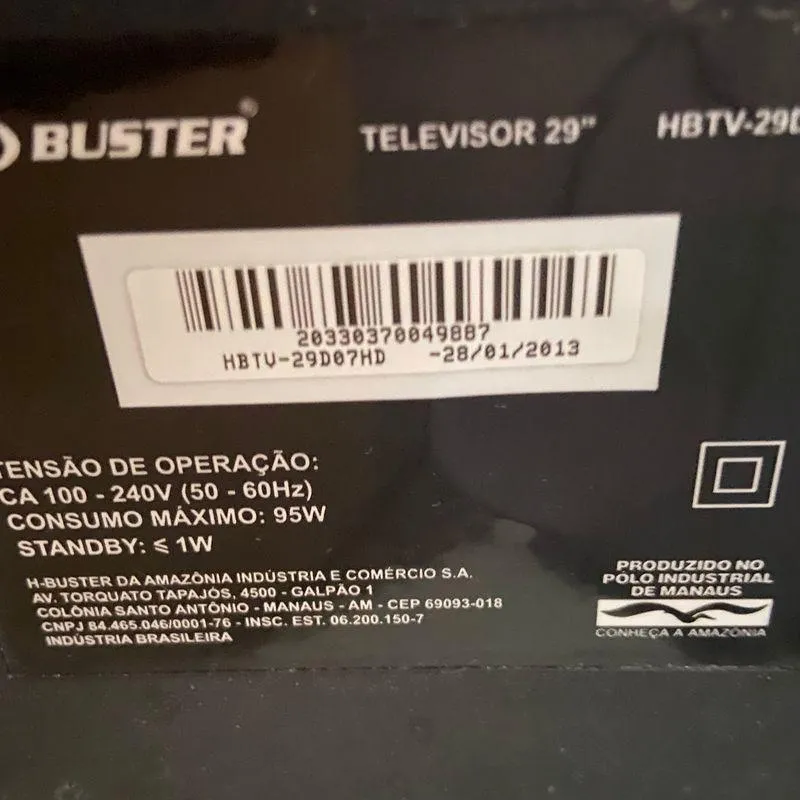 BUSTER®
TELEVISOR 29"
HBTV-29D
20330370049887
HBTV-29D07HD -28/01/2013
TENSÃO DE OPERAÇÃO:
CA 100 - 240V (50 - 60Hz)
CONSUMO MÁXIMO: 95W
STANDBY: ≤ 1W
H-BUSTER DA AMAZÔNIA INDÚSTRIA E COMÉRCIO S.A.
AV. TORQUATO TAPAJÓS, 4500 - GALPÃO 1
COLÔNIA SANTO ANTÔNIO - MANAUS - AM - CEP 69093-018
CNPJ 84.465.046/0001-76 - INSC. EST. 06.200.150-7
INDÚSTRIA BRASILEIRA
PRODUZIDO NO
PÓLO INDUSTRIAL
DE MANAUS
CONHEÇA A AMAZÔNIA